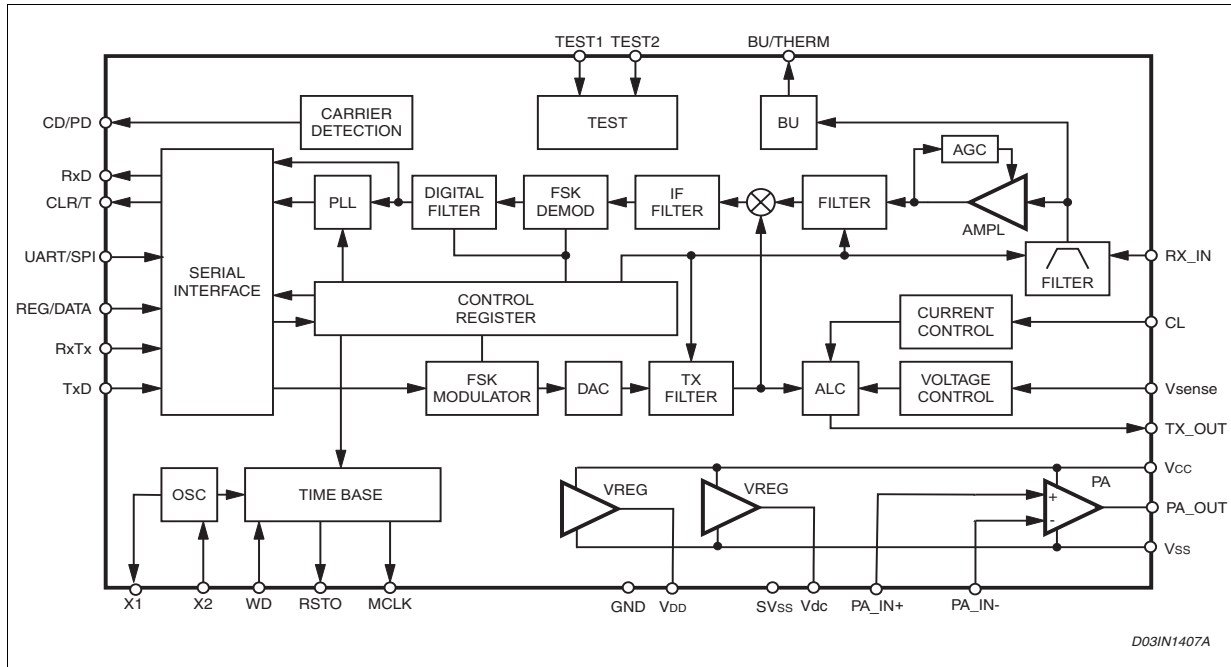 TEST1 TEST2 BU/THERM
CD/PD
CARRIER
DETECTION
TEST
BU
AGC
RxD
CLR/T
UART/SPI
REG/DATA
RxTx
TxD
SERIAL
INTERFACE
PLL
DIGITAL
FILTER
FSK
DEMOD
IF
FILTER
FILTER
AMPL
FILTER
RX_IN
CONTROL
REGISTER
CURRENT
CONTROL
CL
FSK
MODULATOR
DAC
TX
FILTER
ALC
VOLTAGE
CONTROL
Vsense
TX_OUT
OSC
TIME BASE
VREG
VREG
PA
+
-
VCC
PA_OUT
VSS
X1 X2 WD RSTO MCLK GND VDD SVSS Vdc PA_IN+ PA_IN-
D03IN1407A